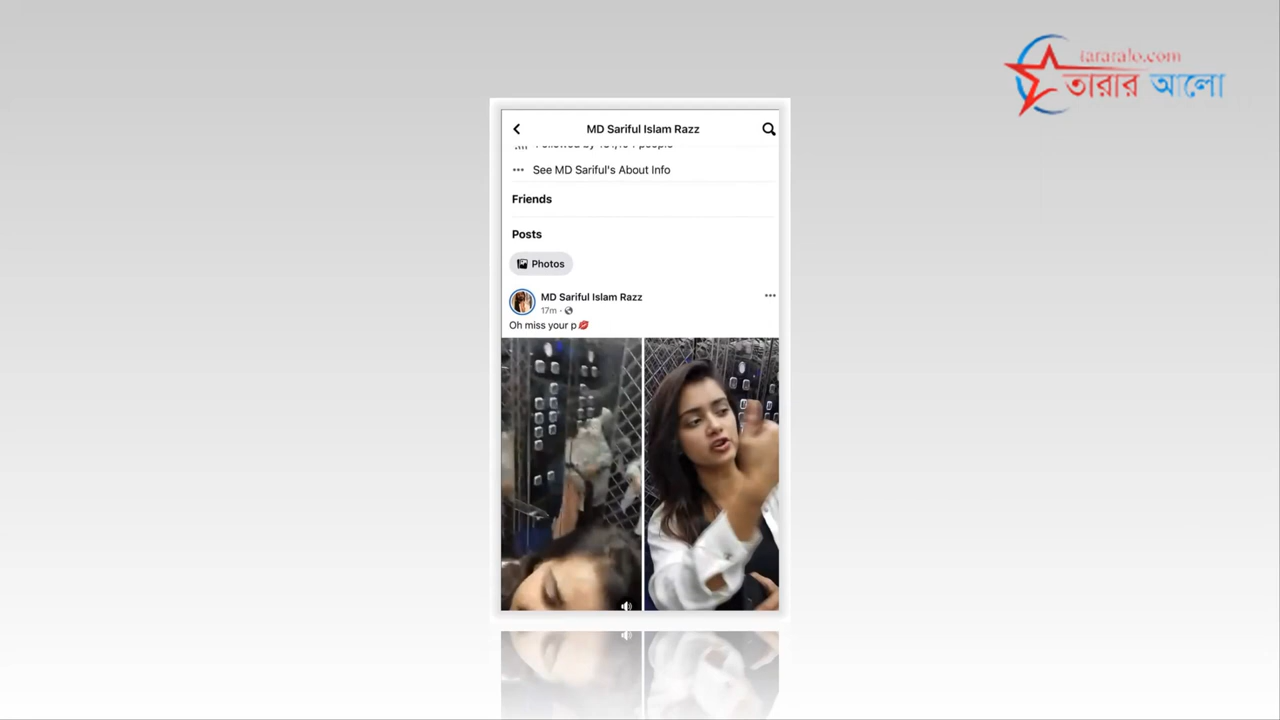 tararalo.com
তারার আলো
MD Sariful Islam Razz
See MD Sariful's About Info
Friends
Posts
Photos
MD Sariful Islam Razz
17m
Oh miss your p💋